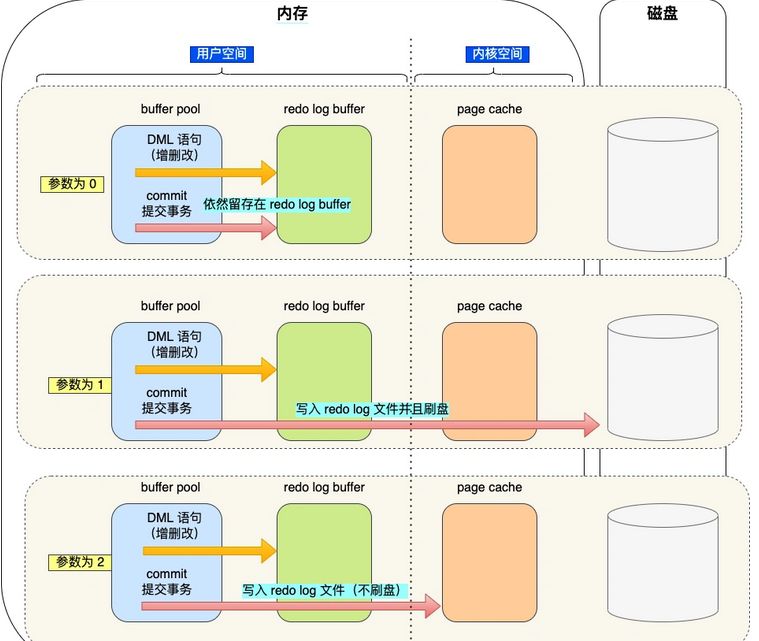 内存
磁盘
用户空间
内核空间
buffer pool
redo log buffer
page cache
DML 语句
（增删改）
参数为 0
commit
提交事务
依然留存在 redo log buffer
buffer pool
redo log buffer
page cache
DML 语句
（增删改）
参数为 1
commit
提交事务
写入 redo log 文件并且刷盘
buffer pool
redo log buffer
page cache
DML 语句
（增删改）
参数为 2
commit
提交事务
写入 redo log 文件（不刷盘）